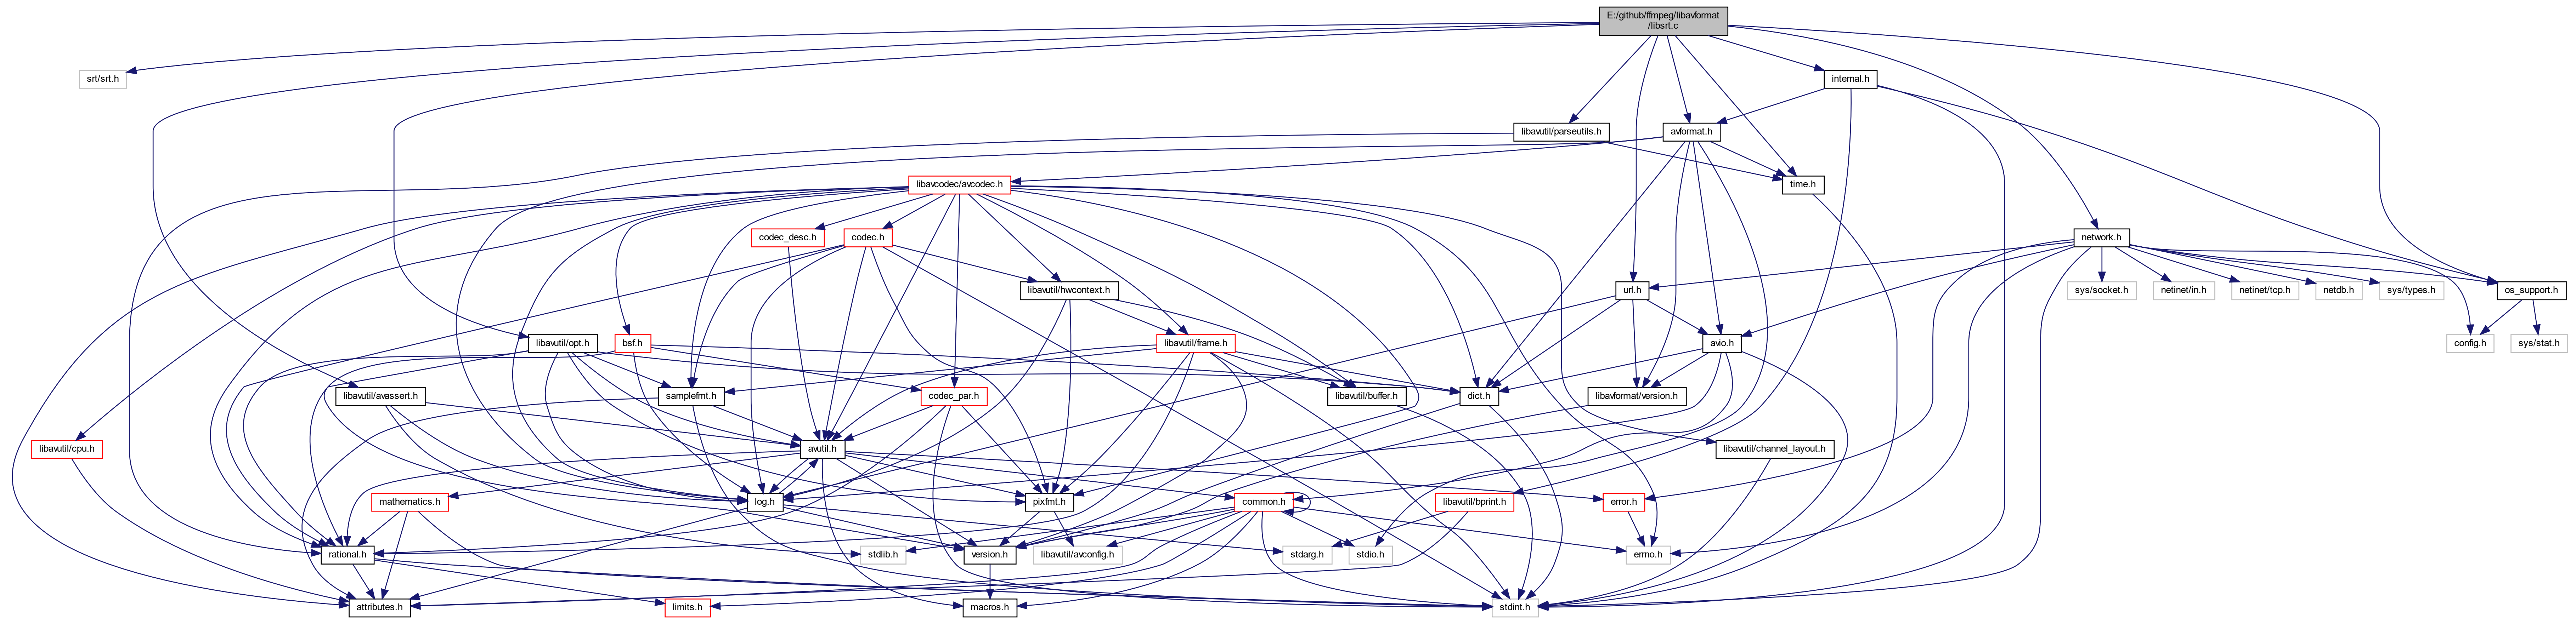 E:/github/ffmpeg/libavformat
/libsrt.c
srt/srt.h
internal.h
libavutil/parseutils.h
avformat.h
libavcodec/avcodec.h
time.h
codec_desc.h
codec.h
network.h
libavutil/hwcontext.h
url.h
sys/socket.h
netinet/in.h
netinet/tcp.h
netdb.h
sys/types.h
os_support.h
libavutil/opt.h
bsf.h
libavutil/frame.h
avio.h
config.h
sys/stat.h
libavutil/avassert.h
samplefmt.h
codec_par.h
libavutil/buffer.h
dict.h
libavformat/version.h
libavutil/cpu.h
avutil.h
libavutil/channel_layout.h
mathematics.h
log.h
pixfmt.h
common.h
libavutil/bprint.h
error.h
rational.h
stdlib.h
version.h
libavutil/avconfig.h
stdarg.h
stdio.h
errno.h
attributes.h
limits.h
macros.h
stdint.h